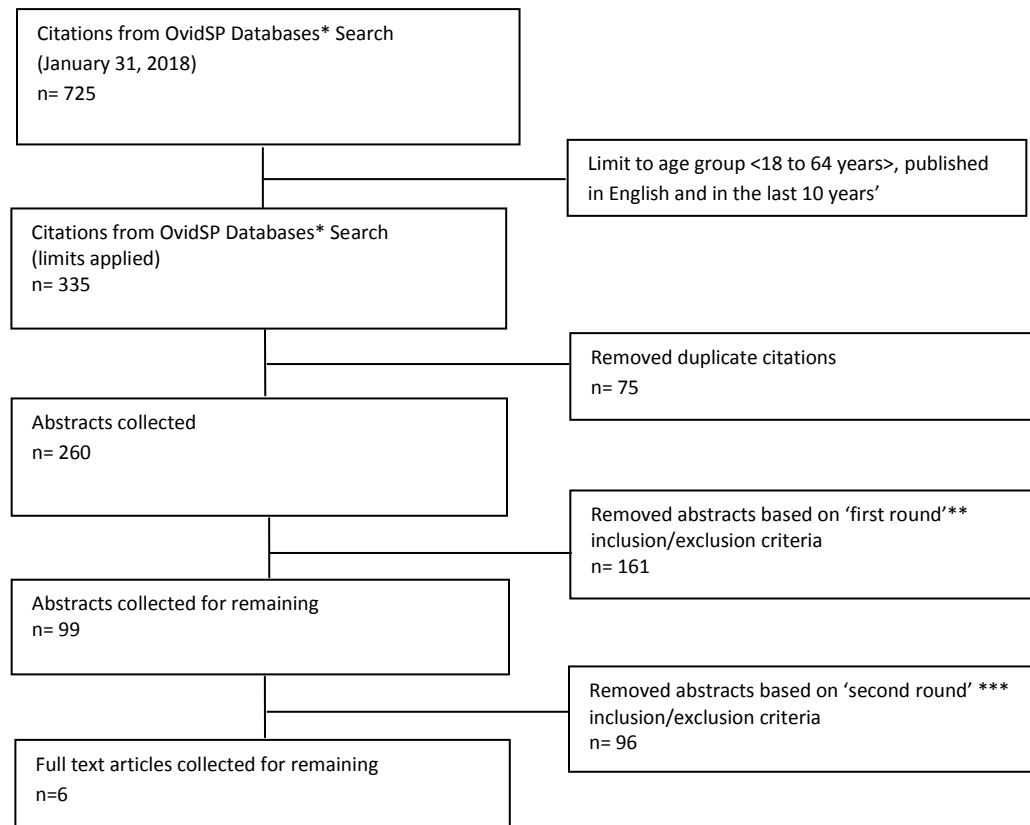 Citations from OvidSP Databases* Search
(January 31, 2018)
n= 725
Limit to age group <18 to 64 years>, published
in English and in the last 10 years’
Citations from OvidSP Databases* Search
(limits applied)
n= 335
Removed duplicate citations
n= 75
Abstracts collected
n= 260
Removed abstracts based on ‘first round’**
inclusion/exclusion criteria
n= 161
Abstracts collected for remaining
n= 99
Removed abstracts based on ‘second round’ ***
inclusion/exclusion criteria
n= 96
Full text articles collected for remaining
n=6